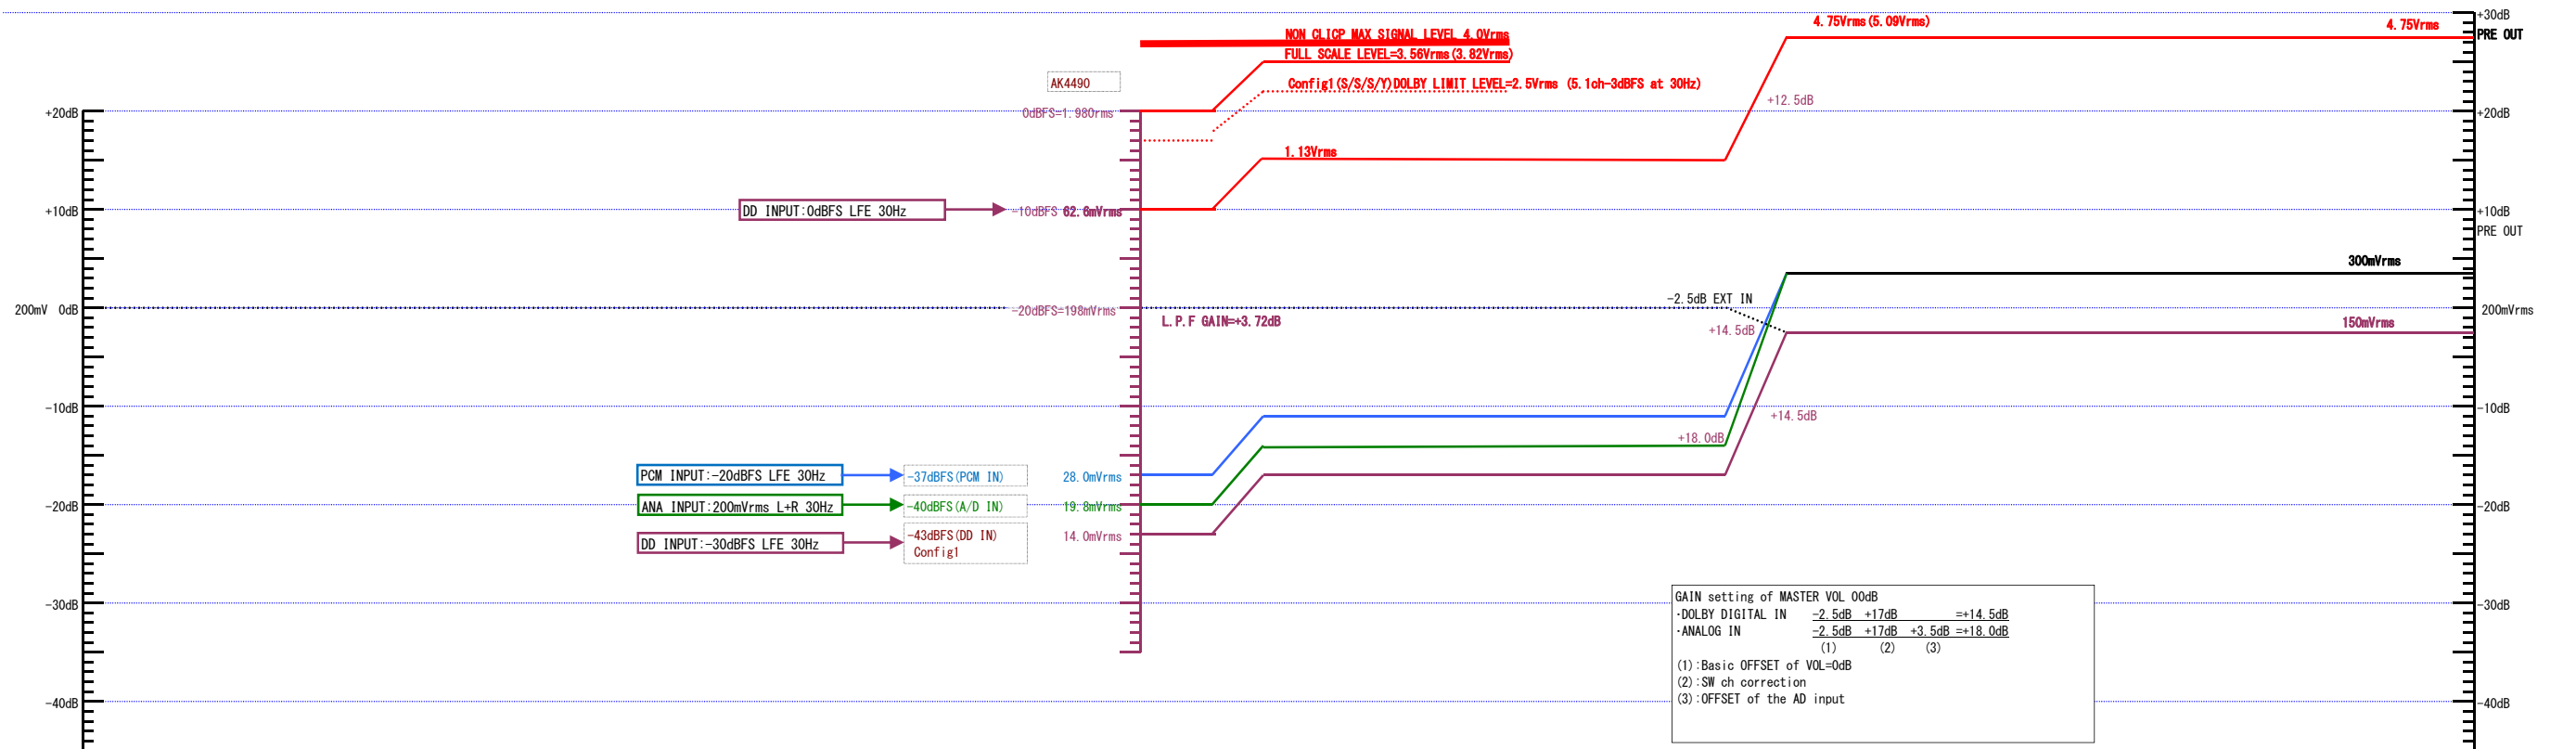 4.75Vrms(5.09Vrms)
+30dB
4.75Vrms
PRE OUT
NON CLICP MAX SIGNAL LEVEL 4.0Vrms
FULL SCALE LEVEL=3.56Vrms(3.82Vrms)
AK4490
Config1(S/S/S/Y)DOLBY LIMIT LEVEL=2.5Vrms (5.1ch-3dBFS at 30Hz)
+12.5dB
+20dB
0dBFS=1.980rms
+20dB
1.13Vrms
+10dB
DD INPUT:0dBFS LFE 30Hz
-10dBFS 62.6mVrms
+10dB
PRE OUT
300mVrms
-2.5dB EXT IN
200mV 0dB
-20dBFS=198mVrms
200mVrms
L.P.F GAIN=+3.72dB
150mVrms
+14.5dB
-10dB
-10dB
+14.5dB
+18.0dB
PCM INPUT:-20dBFS LFE 30Hz
-37dBFS(PCM IN)
28.0mVrms
-20dB
ANA INPUT:200mVrms L+R 30Hz
-40dBFS(A/D IN)
19.8mVrms
-20dB
DD INPUT:-30dBFS LFE 30Hz
-43dBFS(DD IN)
Config1
14.0mVrms
-30dB
-30dB
GAIN setting of MASTER VOL 00dB
·DOLBY DIGITAL IN -2.5dB +17dB =+14.5dB
·ANALOG IN -2.5dB +17dB +3.5dB =+18.0dB
(1) (2) (3)
(1):Basic OFFSET of VOL=0dB
(2):SW ch correction
(3):OFFSET of the AD input
-40dB
-40dB